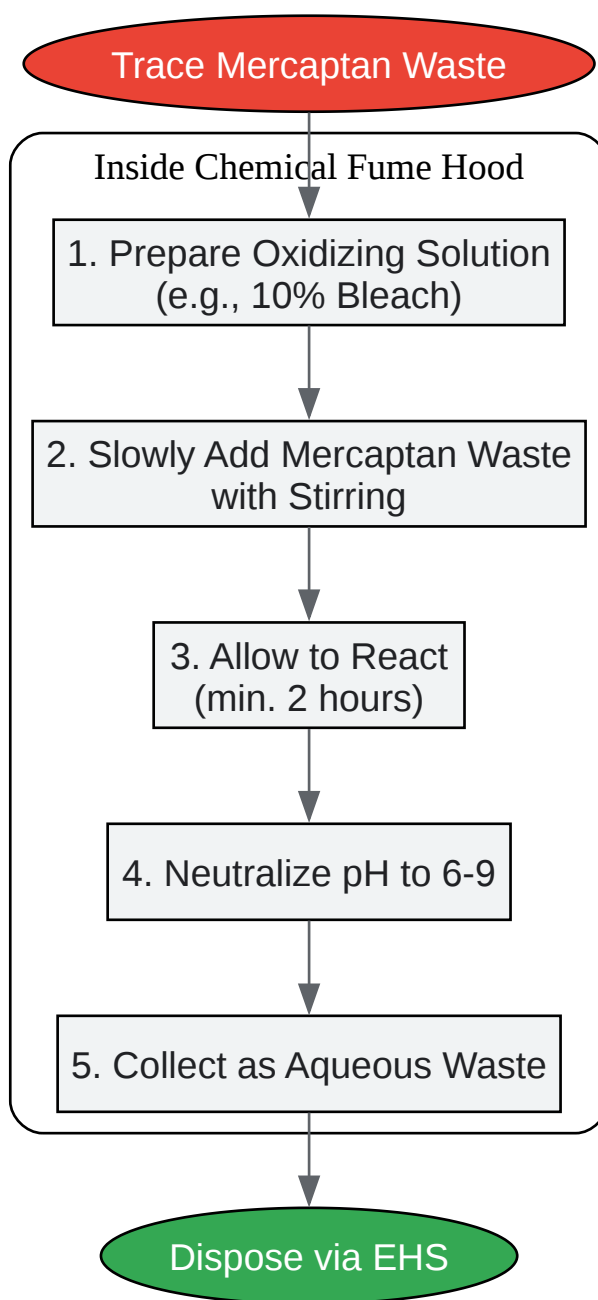 Trace Mercaptan Waste
Inside Chemical Fume Hood
1. Prepare Oxidizing Solution
(e.g., 10% Bleach)
2. Slowly Add Mercaptan Waste
with Stirring
3. Allow to React
(min. 2 hours)
4. Neutralize pH to 6-9
5. Collect as Aqueous Waste
Dispose via EHS